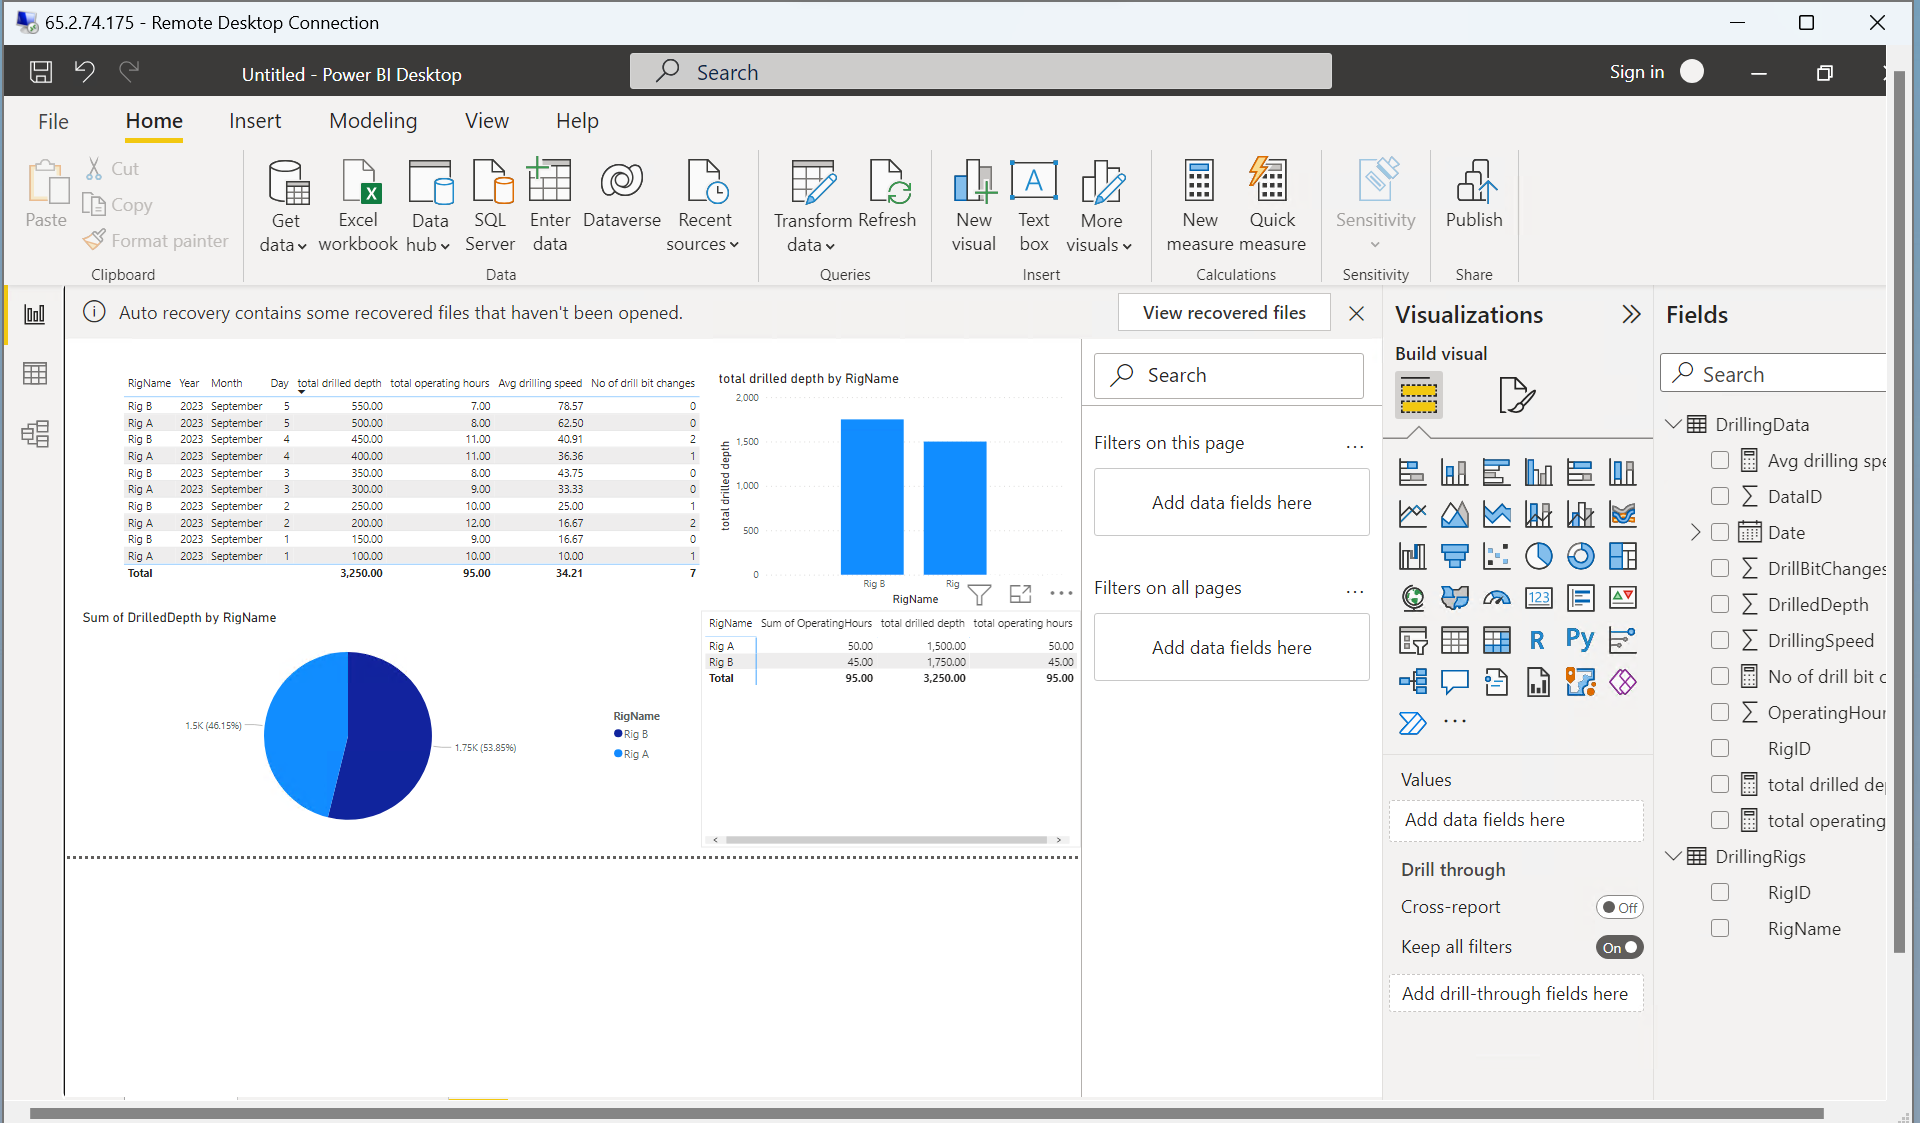 65.2.74.175 - Remote Desktop Connection
Untitled - Power BI Desktop
Search
Sign in
File Home Insert Modeling View Help
Paste
Cut
Copy
Format painter
Clipboard
Get data
Excel workbook
Data hub
SQL Server
Enter data
Dataverse
Recent sources
Data
Transform data
Refresh
Queries
New visual
A
Text box
More visuals
Insert
New measure
Quick measure
Calculations
Sensitivity
Sensitivity
Publish
Share
Auto recovery contains some recovered files that haven't been opened.
View recovered files
RigName Year Month Day total drilled depth total operating hours Avg drilling speed No of drill bit changes
Rig B 2023 September 5 550.00 7.00 78.57 0
Rig A 2023 September 5 500.00 8.00 62.50 0
Rig B 2023 September 4 450.00 11.00 40.91 2
Rig A 2023 September 4 400.00 11.00 36.36 1
Rig B 2023 September 3 350.00 8.00 43.75 0
Rig A 2023 September 3 300.00 9.00 33.33 0
Rig B 2023 September 2 250.00 10.00 25.00 1
Rig A 2023 September 2 200.00 12.00 16.67 2
Rig B 2023 September 1 150.00 9.00 16.67 0
Rig A 2023 September 1 100.00 10.00 10.00 1
Total 3,250.00 95.00 34.21 7
total drilled depth by RigName
total drilled depth
2,000
1,500
1,000
500
0
Rig B Rig
RigName
Sum of DrilledDepth by RigName
1.5K (46.15%)
1.75K (53.85%)
RigName
Rig B
Rig A
RigName Sum of OperatingHours total drilled depth total operating hours
Rig A 50.00 1,500.00 50.00
Rig B 45.00 1,750.00 45.00
Total 95.00 3,250.00 95.00
Search
Filters on this page
...
Add data fields here
Filters on all pages
...
Add data fields here
Visualizations
Build visual
123
R
Py
...
Values
Add data fields here
Drill through
Cross-report
Off
Keep all filters
On
Add drill-through fields here
Fields
Search
DrillingData
Avg drilling spe
DataID
Date
DrillBitChanges
DrilledDepth
DrillingSpeed
No of drill bit c
OperatingHour
RigID
total drilled de
total operating
DrillingRigs
RigID
RigName